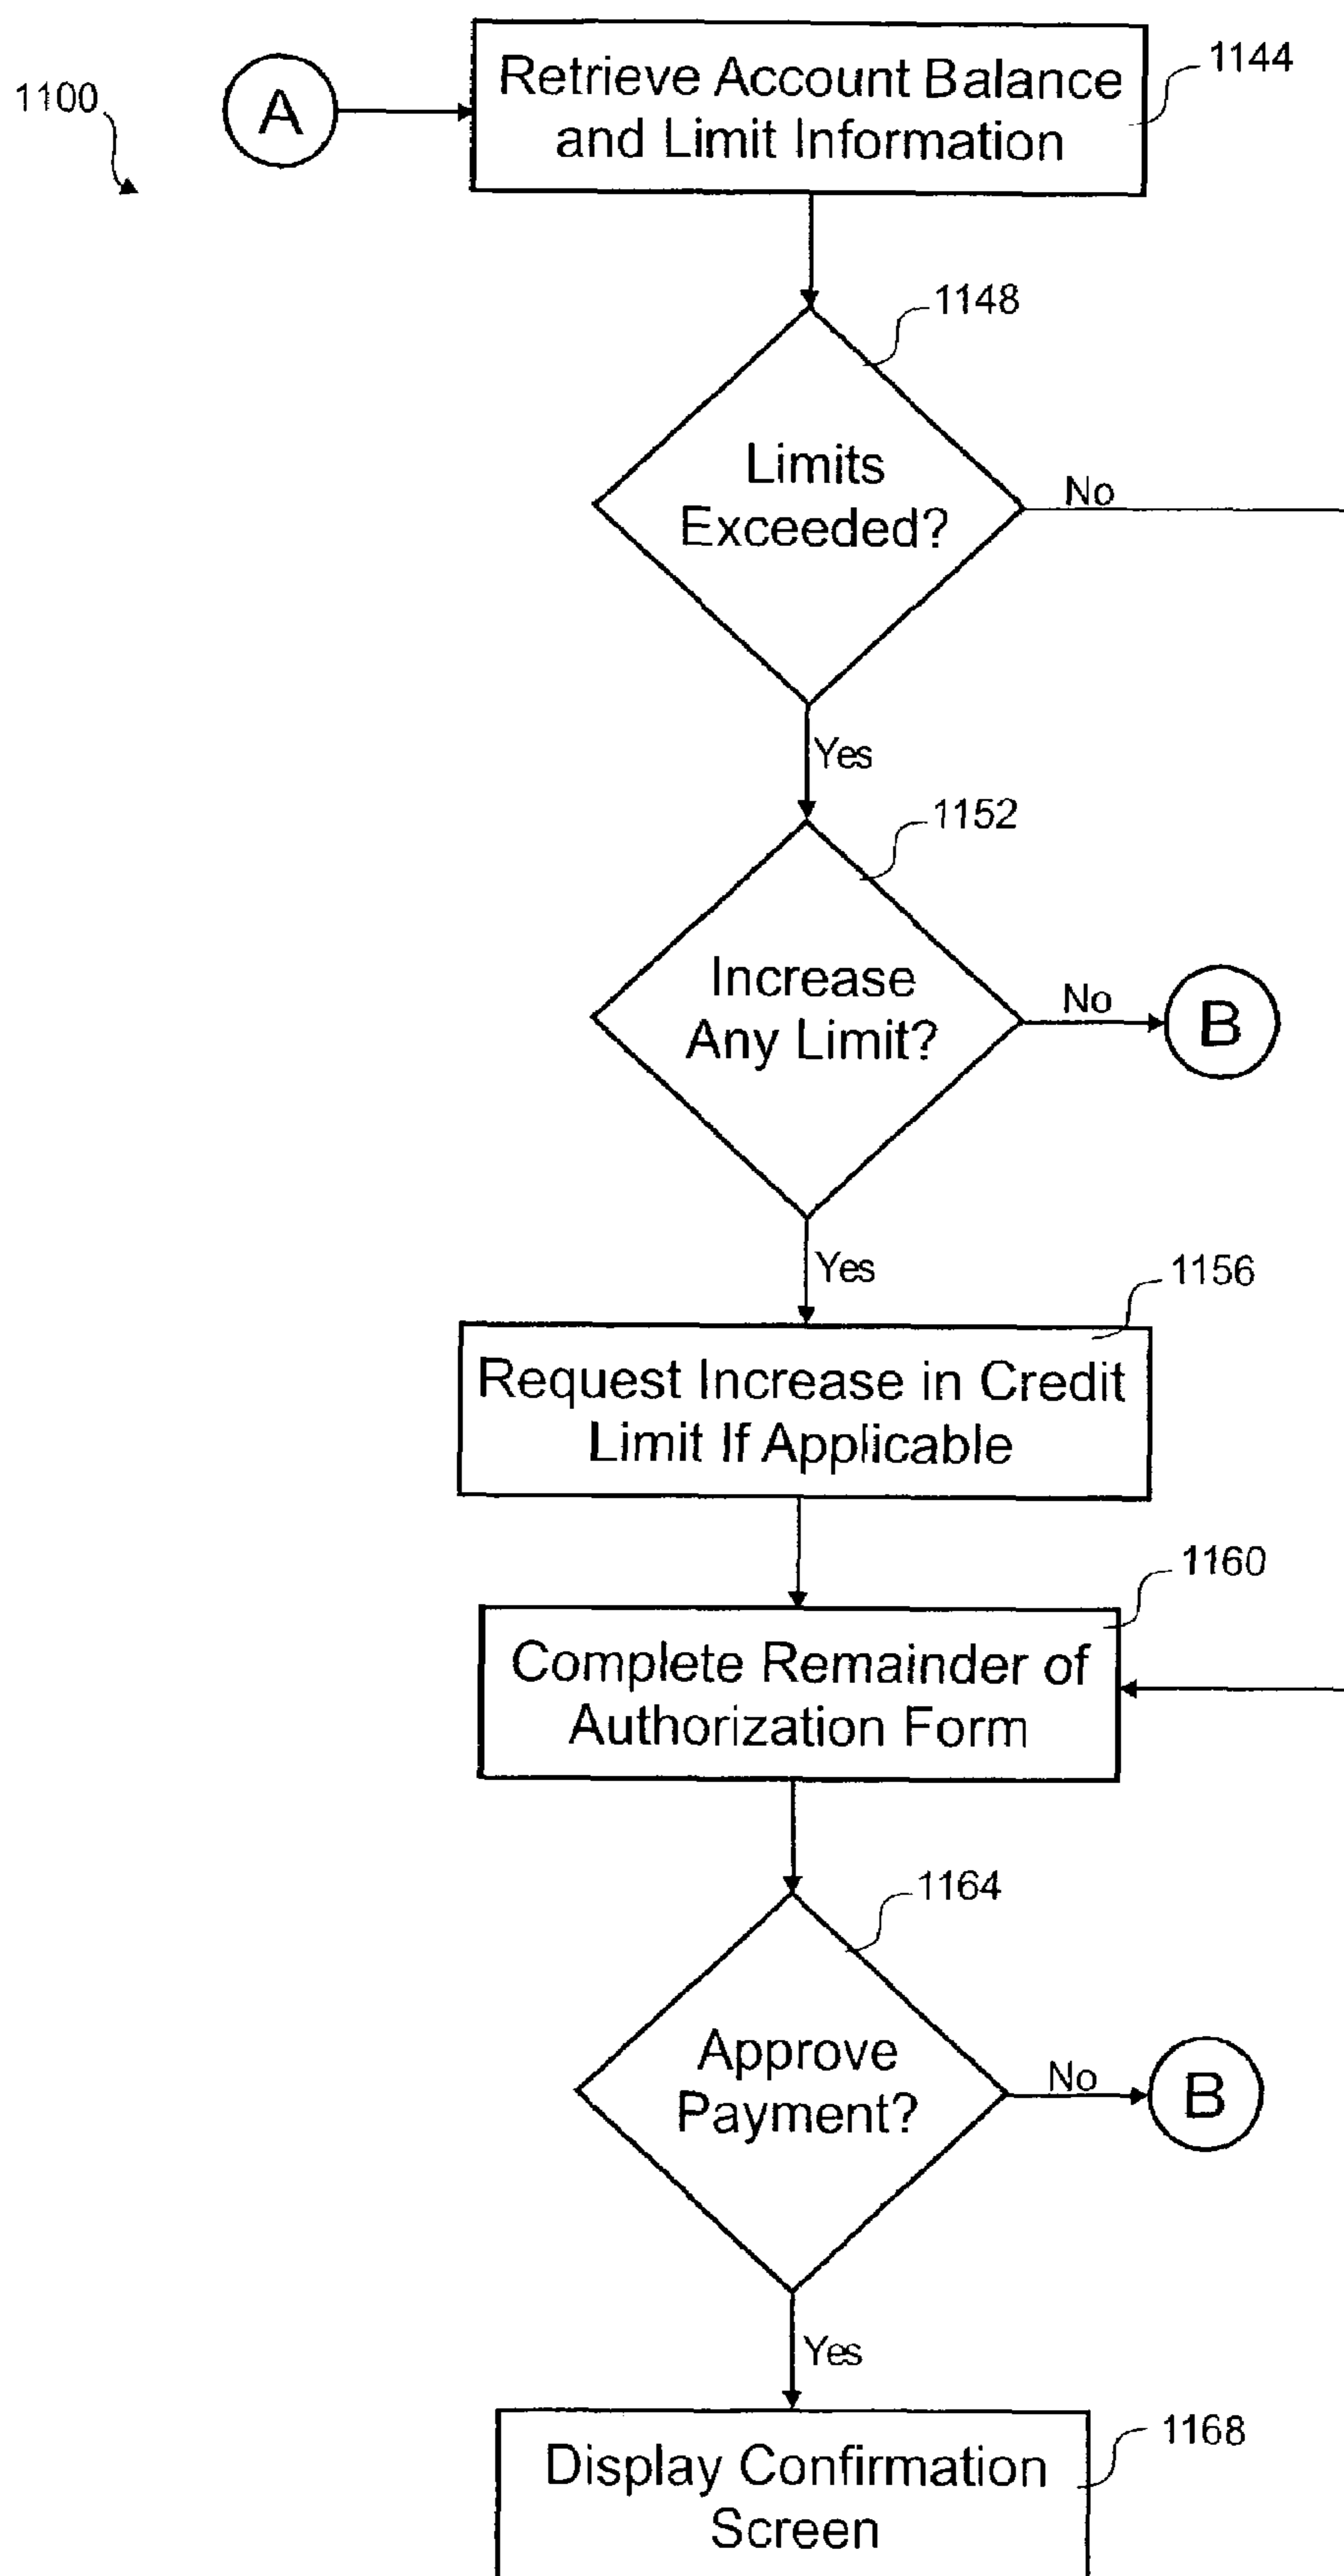 1100
A
Retrieve Account Balance
and Limit Information
1144
1148
Limits
Exceeded?
No
Yes
1152
Increase
Any Limit?
No
B
Yes
1156
Request Increase in Credit
Limit If Applicable
1160
Complete Remainder of
Authorization Form
1164
Approve
Payment?
No
B
Yes
1168
Display Confirmation
Screen